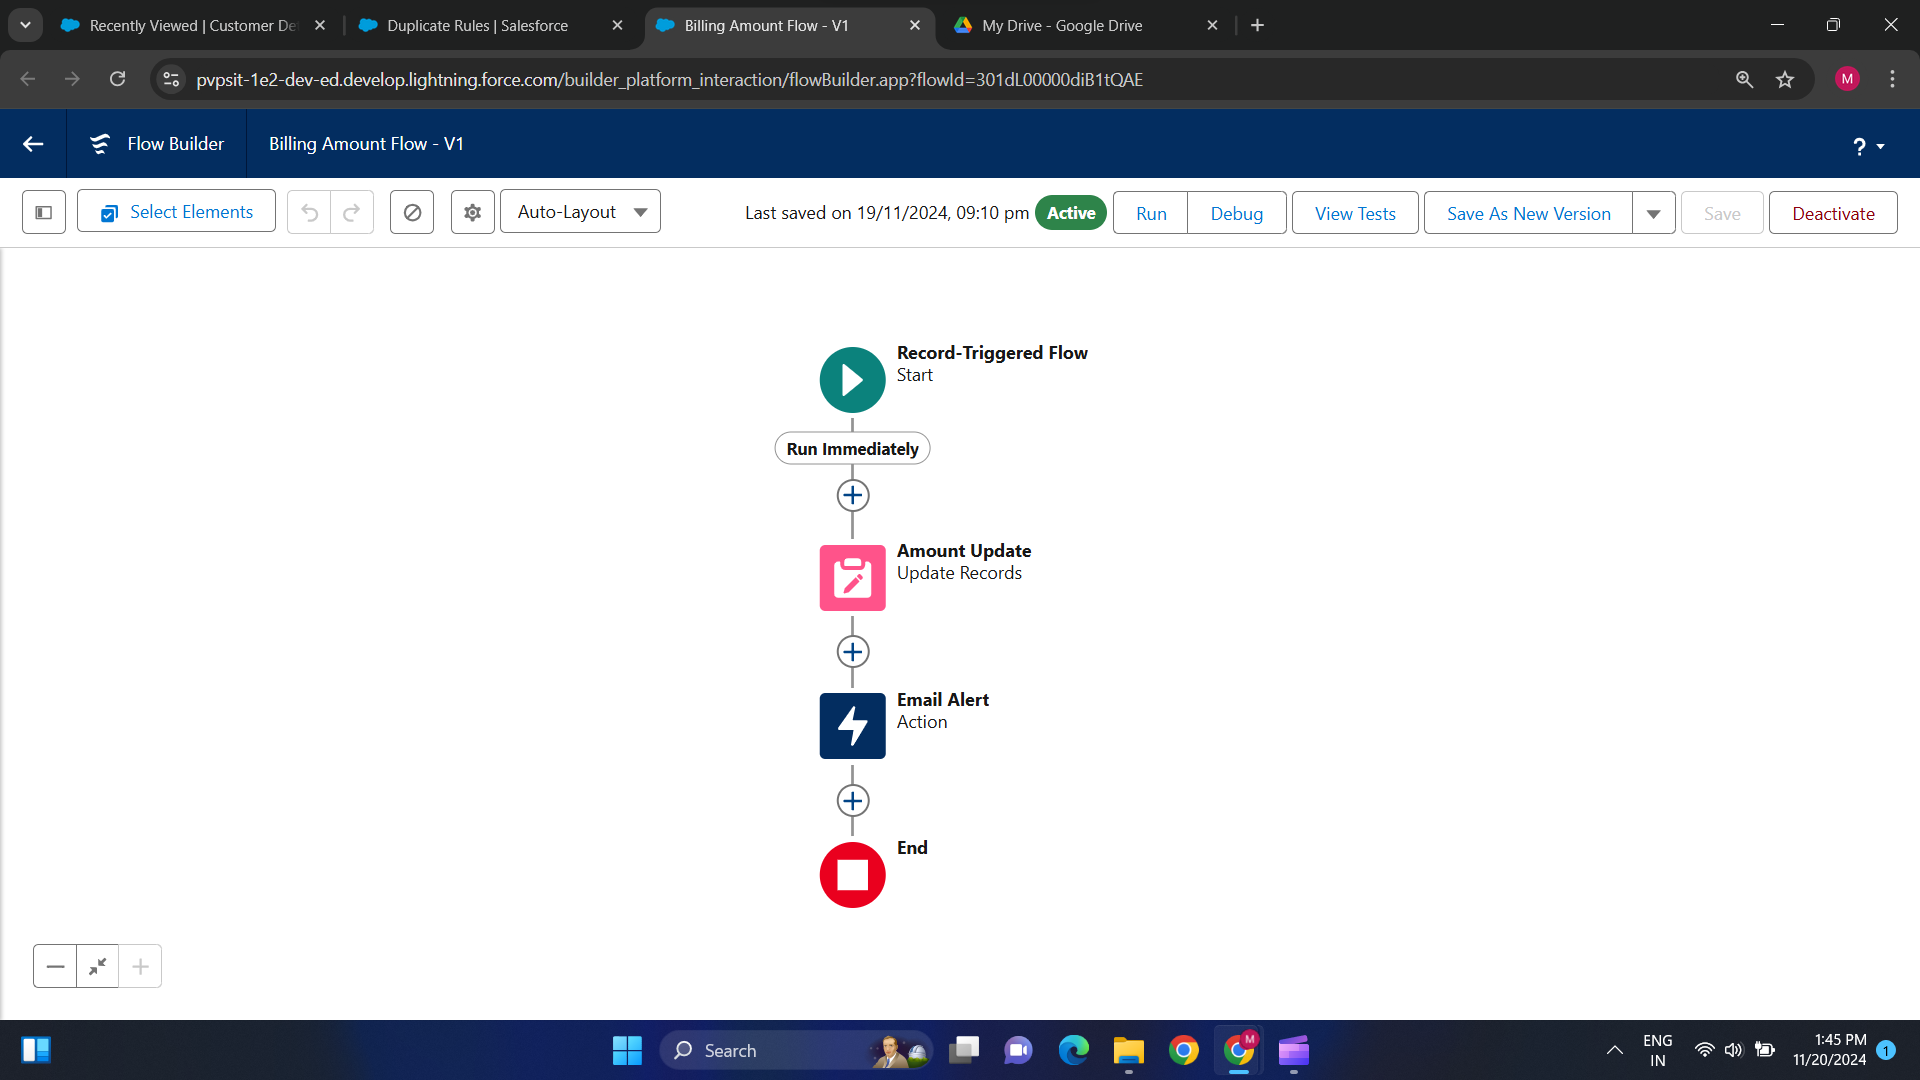 Recently Viewed | Customer De
Duplicate Rules | Salesforce
Billing Amount Flow - V1
My Drive - Google Drive
pvpsit-1e2-dev-ed.develop.lightning.force.com/builder_platform_interaction/flowBuilder.app?flowId=301dL00000diB1tQAE
M
Flow Builder
Billing Amount Flow - V1
?
Select Elements
Auto-Layout
Last saved on 19/11/2024, 09:10 pm
Active
Run
Debug
View Tests
Save As New Version
Save
Deactivate
Record-Triggered Flow
Start
Run Immediately
Amount Update
Update Records
Email Alert
Action
End
Search
M
ENG
IN
1:45 PM
11/20/2024
1